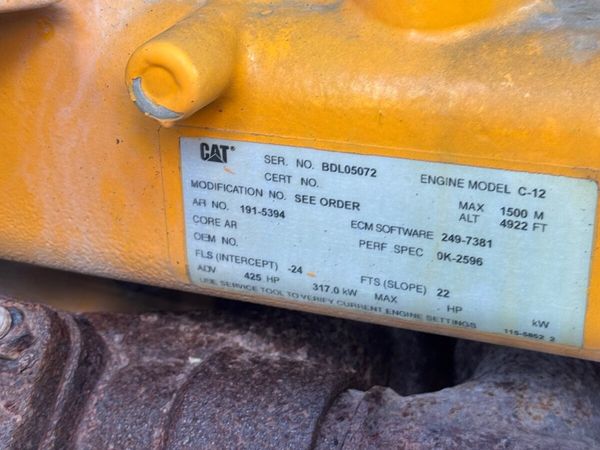 CAT SER. NO. BDL05072 ENGINE MODEL C-12
CERT NO. MAX 1500 M
MODIFICATION NO. SEE ORDER ALT 4922 FT
AR NO. 191-5394 ECM SOFTWARE 249-7381
CORE AR PERF SPEC 0K-2596
OEM NO.
FLS (INTERCEPT) -24 FTS (SLOPE) 22
ADV 425 HP 317.0 kW MAX . HP kW
USE SERVICE TOOL TO VERIFY CURRENT ENGINE SETTINGS 115-5852 2